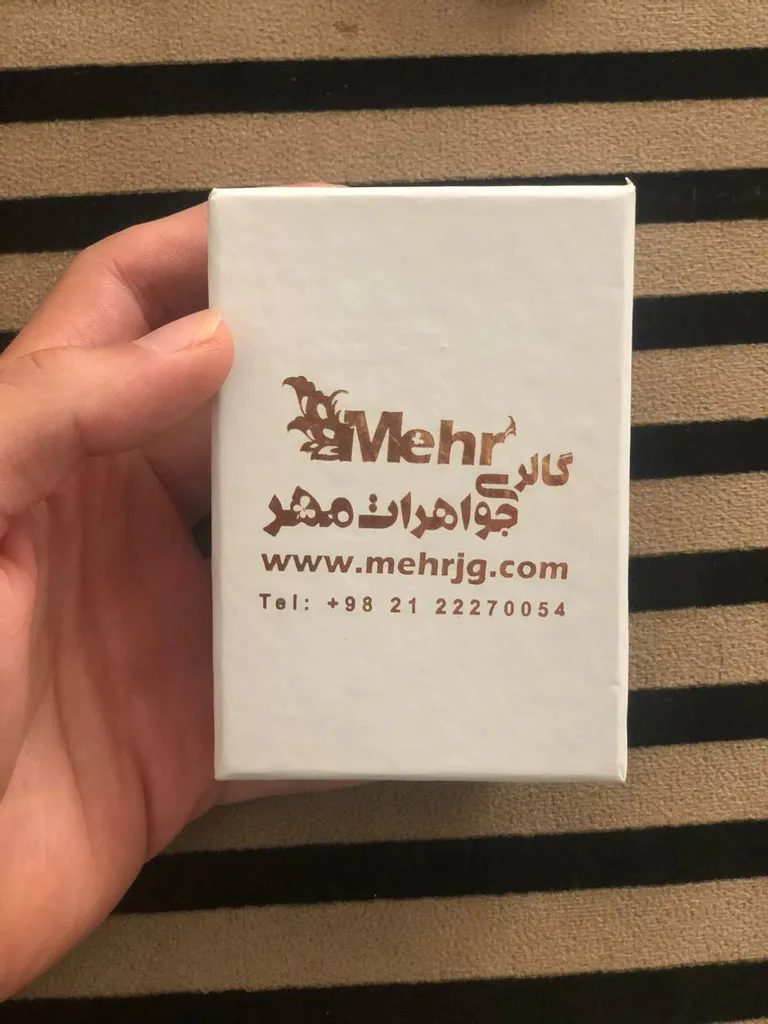 Mehr
گالری
جواهرات مهر
www.mehrjg.com
Tel: +98 21 22270054